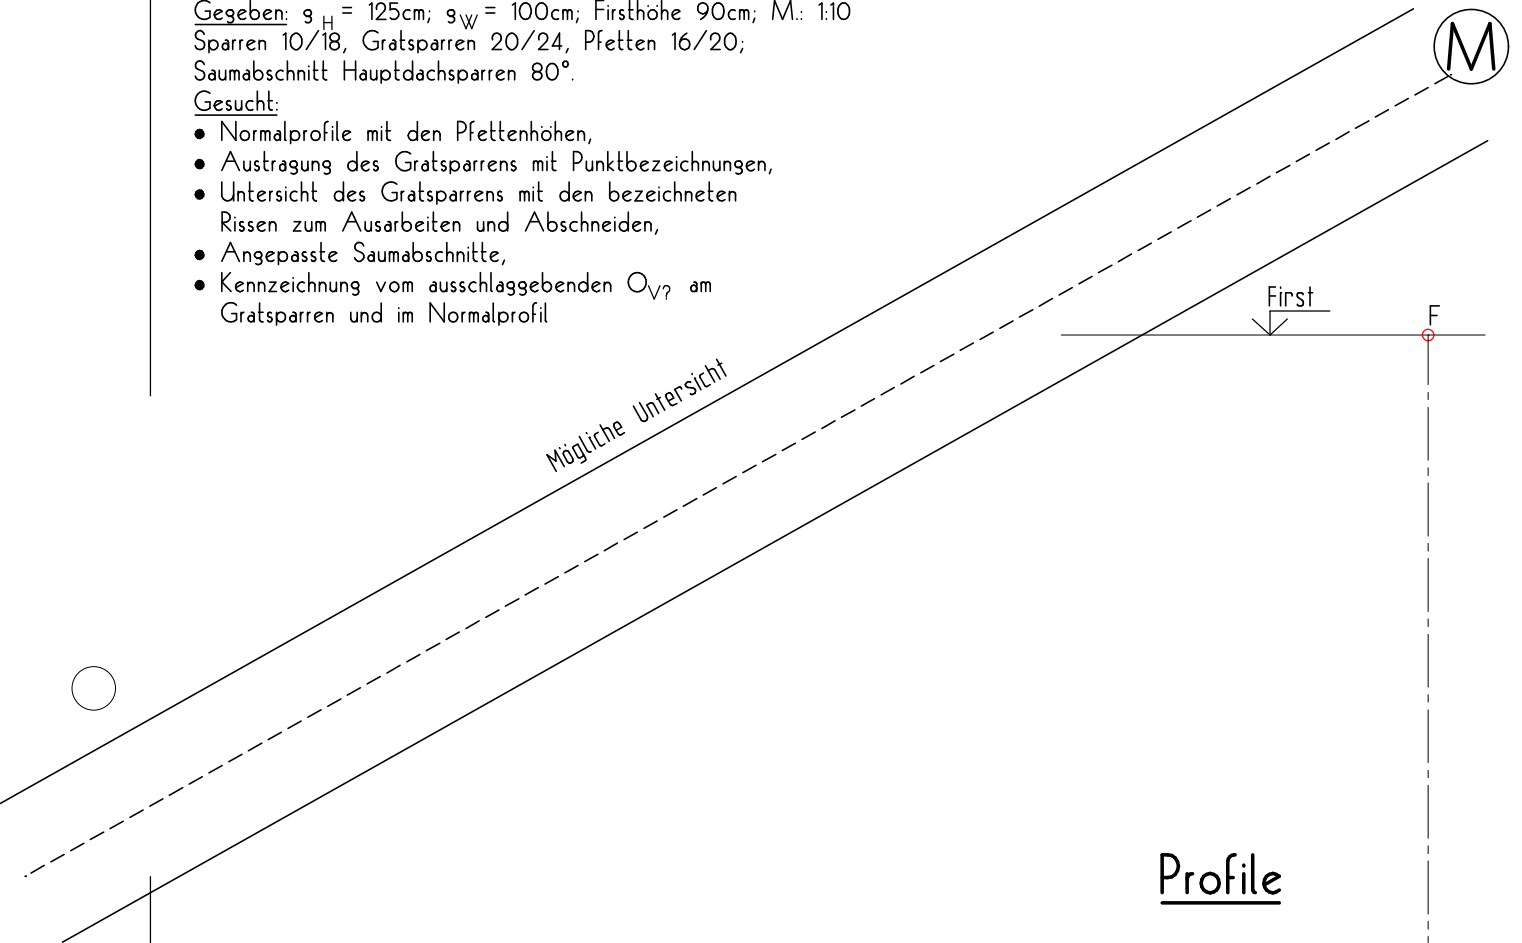 Gegeben: gH = 125cm; gW = 100cm; Firsthöhe 90cm; M.: 1:10
Sparren 10/18, Gratsparren 20/24, Pfetten 16/20;
Saumabschnitt Hauptdachsparren 80°.
Gesucht:
• Normalprofile mit den Pfettenhöhen,
• Austragung des Gratsparrens mit Punktbezeichnungen,
• Untersicht des Gratsparrens mit den bezeichneten
Rissen zum Ausarbeiten und Abschneiden,
• Angepasste Saumabschnitte,
• Kennzeichnung vom ausschlaggebenden OV? am
Gratsparren und im Normalprofil
M
First
F
Mögliche Untersicht
Profile